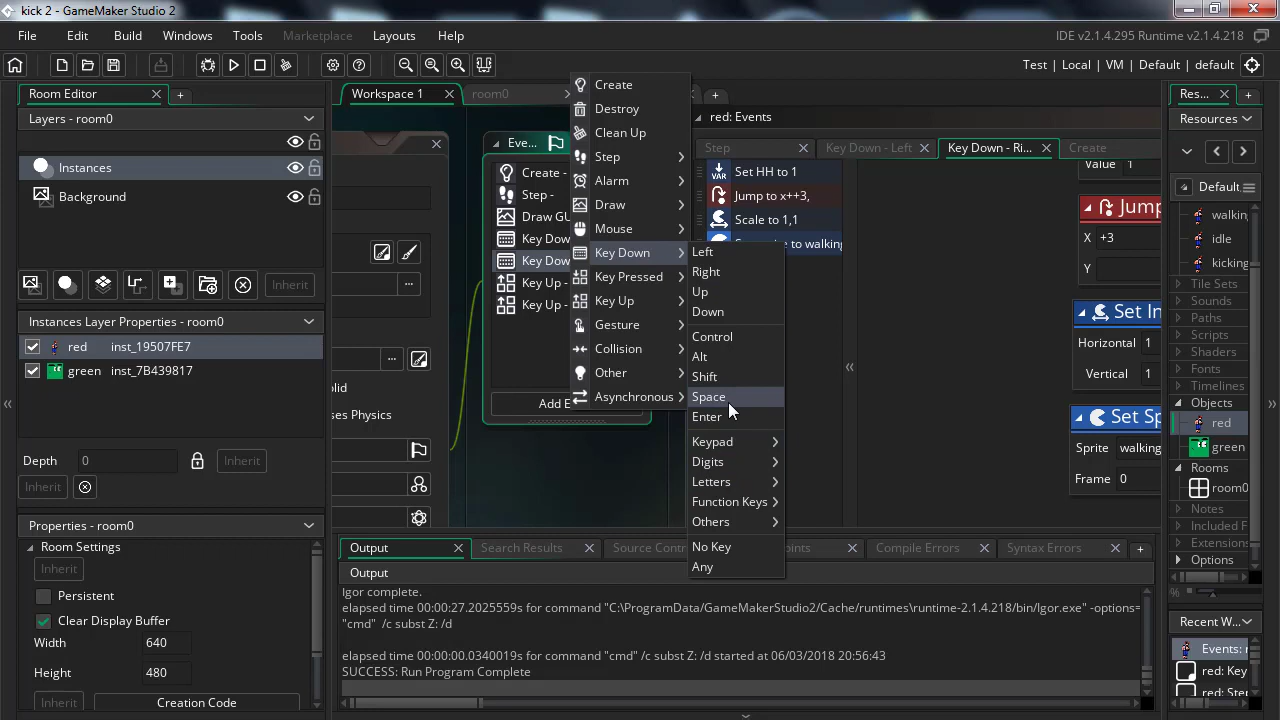 kick 2 - GameMaker Studio 2
File Edit Build Windows Tools Marketplace Layouts Help
IDE v2.1.4.295 Runtime v2.1.4.218
Test | Local | VM | Default | default
Room Editor
Layers - room0
Instances
Background
Inherit
Instances Layer Properties - room0
red inst_19507FE7
green inst_7B439817
Depth 0 Inherit
Inherit
Properties - room0
Room Settings
Inherit
Persistent
Clear Display Buffer
Width 640
Height 480
Inherit Creation Code
Workspace 1
room0
olid
ses Physics
Eve...
Create -
Step -
Draw GU
Key Dow
Key Dow
Key Up -
Key Up -
Add E
Create
Destroy
Clean Up
Step
Alarm
Draw
Mouse
Key Down
Key Pressed
Key Up
Gesture
Collision
Other
Asynchronous
Left
Right
Up
Down
Control
Alt
Shift
Space
Enter
Keypad
Digits
Letters
Function Keys
Others
No Key
Any
red: Events
Step
Key Down - Left
Key Down - Ri...
Create
Set HH to 1
Jump to x++3,
Scale to 1,1
to walking
Value 1
Jump
X +3
Y
Set In
Horizontal 1
Vertical 1
Set Sp
Sprite walking
Frame 0
Output
Search Results
Source Contr
oints
Compile Errors
Syntax Errors
Output
Igor complete.
elapsed time 00:00:27.2025559s for command "C:\ProgramData/GameMakerStudio2/Cache/runtimes\runtime-2.1.4.218/bin/Igor.exe" -options=
"cmd" /c subst Z: /d
elapsed time 00:00:00.0340019s for command "cmd" /c subst Z: /d started at 06/03/2018 20:56:43
SUCCESS: Run Program Complete
Res...
Resources
Default
walkin
idle
kicking
Tile Sets
Sounds
Paths
Scripts
Shaders
Fonts
Timelines
Objects
red
green
Rooms
room0
Notes
Included F
Extensions
Options
%
Recent W...
Events: r
red: Key
red: Step